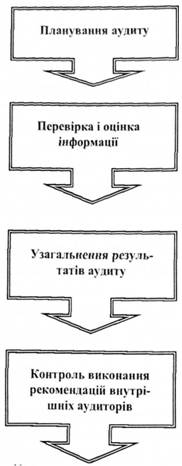 Планування аудиту
Перевірка і оцінка
інформації
Узагальнення резуль-
татів аудиту
Контроль виконання
рекомендацій внутрі-
шніх аудиторів